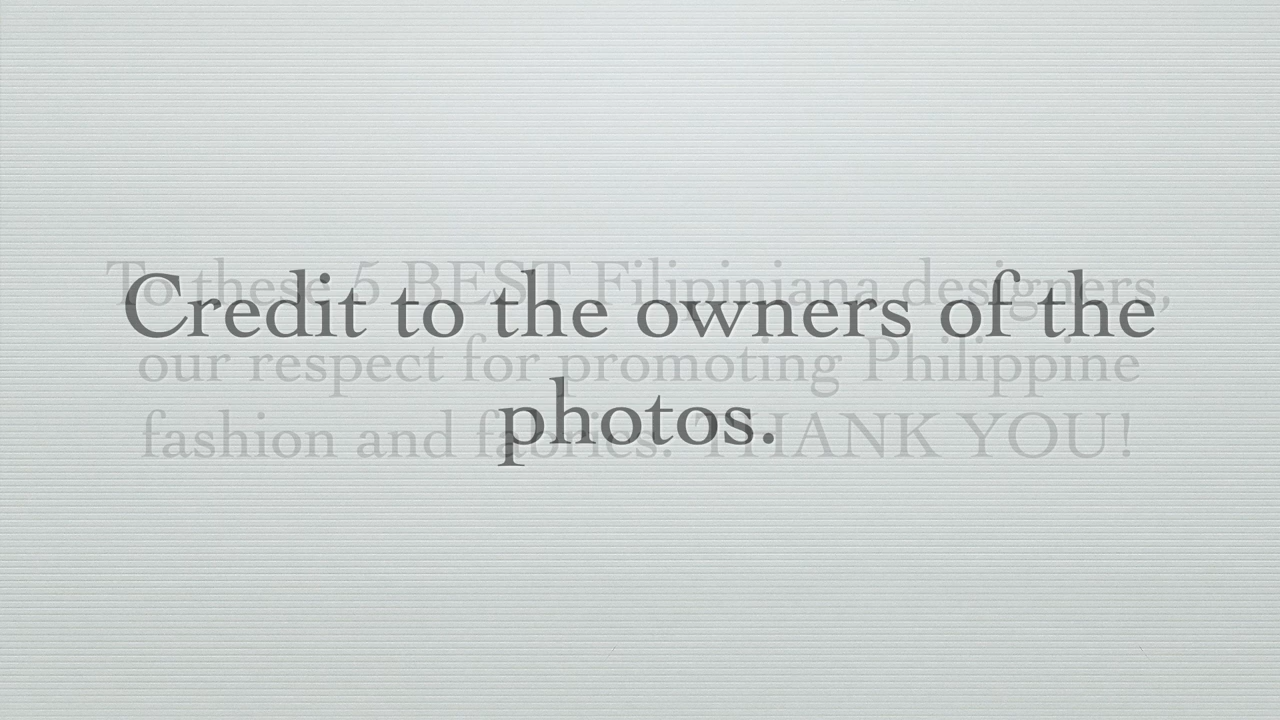 To these 5 BEST Filipiniana designers,
Credit to the owners of the
our respect for promoting Philippine
photos.
fashion and fabrics. THANK YOU!